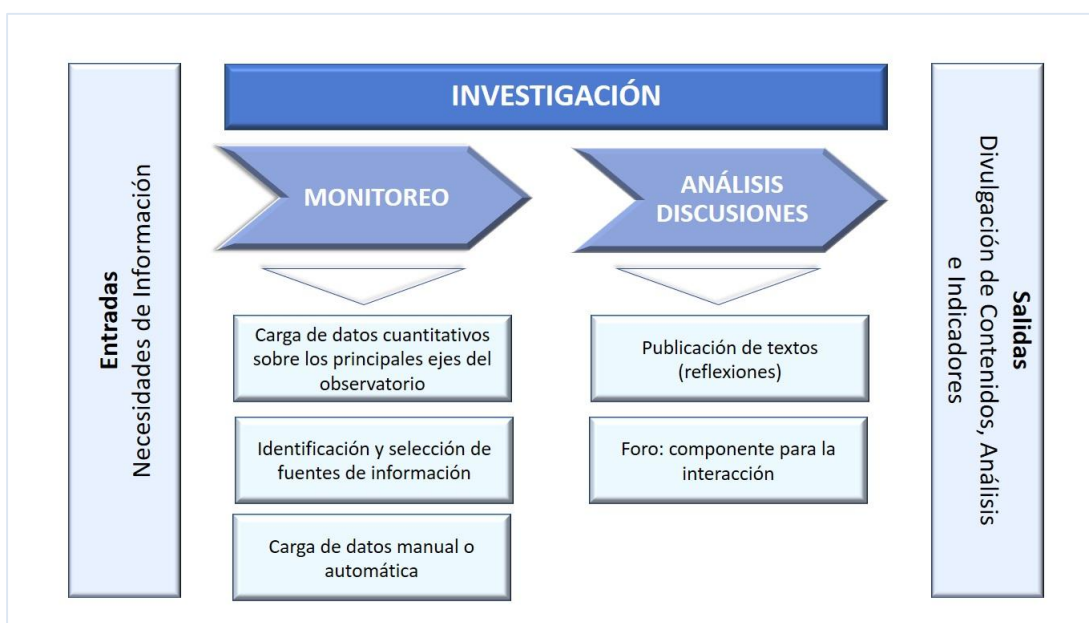 Entradas
Necesidades de Información
INVESTIGACIÓN
MONITOREO
Carga de datos cuantitativos
sobre los principales ejes del
observatorio
Identificación y selección de
fuentes de información
Carga de datos manual o
automática
ANÁLISIS
DISCUSIONES
Publicación de textos
(reflexiones)
Foro: componente para la
interacción
Salidas
Divulgación de Contenidos, Análisis
e Indicadores